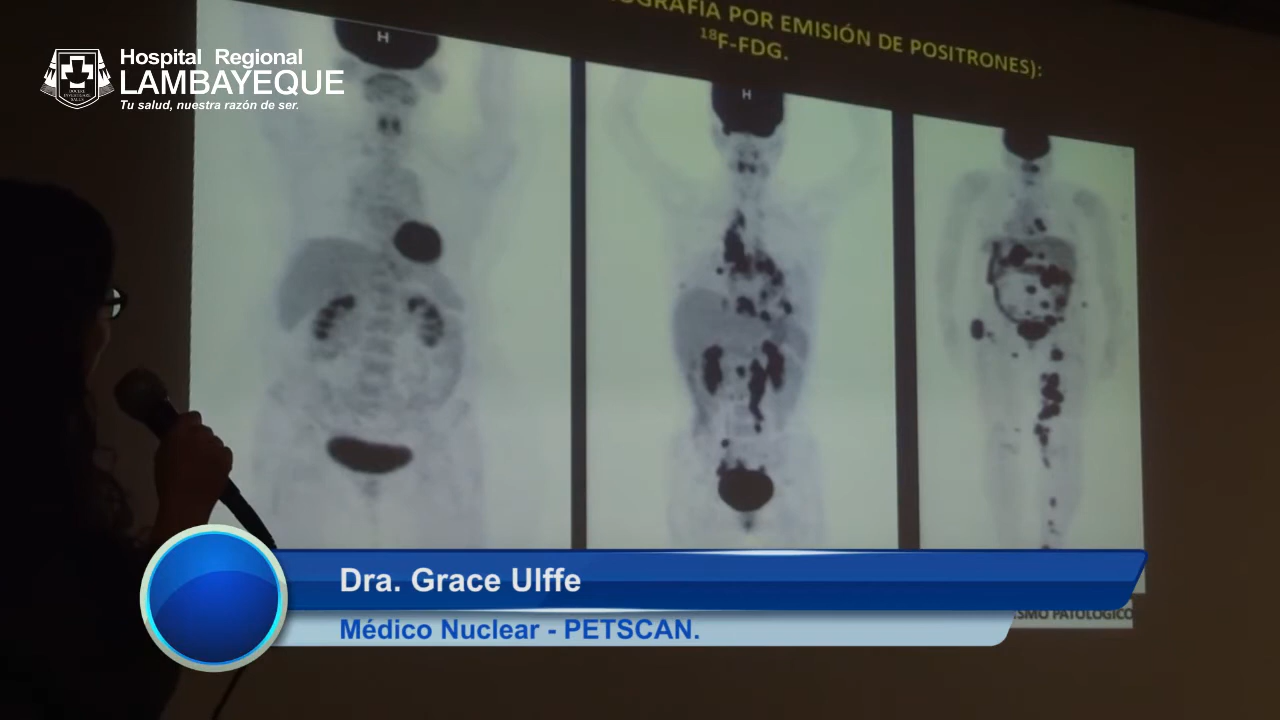 Hospital Regional
LAMBAYEQUE
Tu salud, nuestra razón de ser.
POR EMISIÓN DE POSITRONES):
¹⁸F-FDG.
H
H
Dra. Grace Ulffe
Médico Nuclear - PETSCAN.
PATOLÓGICO